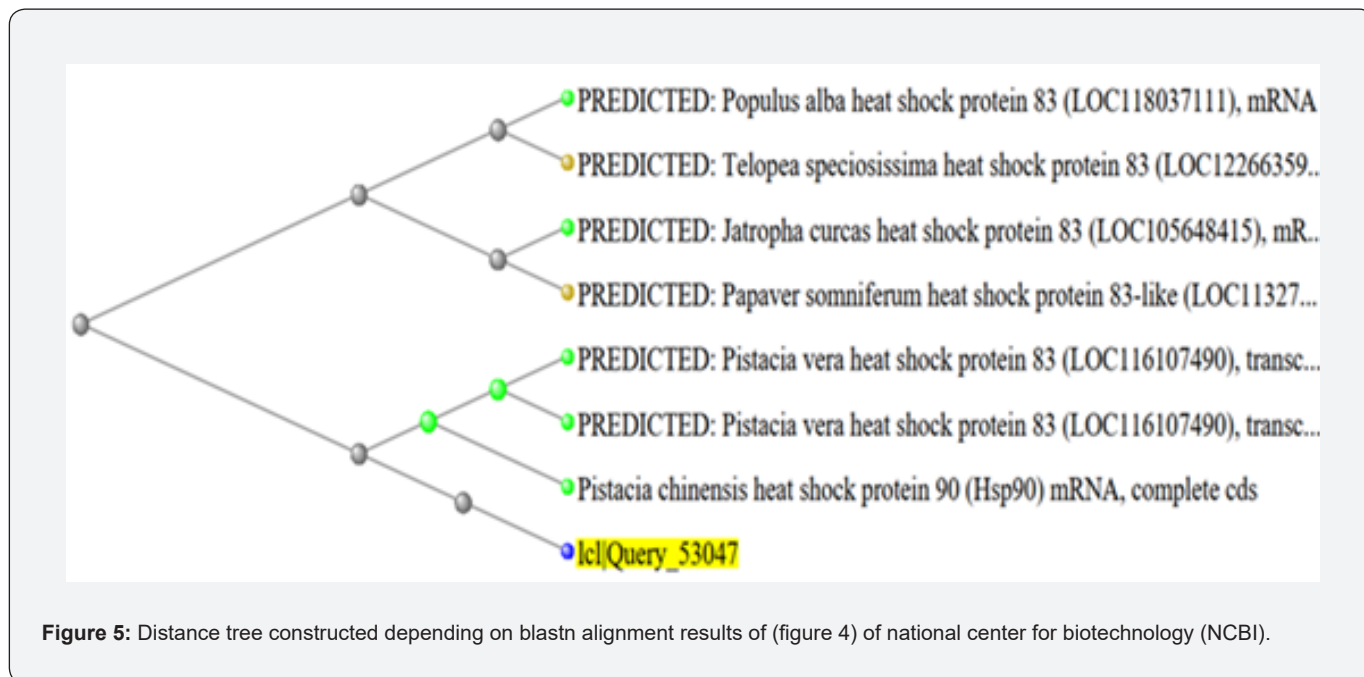 PREDICTED: Populus alba heat shock protein 83 (LOC118037111), mRNA
PREDICTED: Telopea speciosissima heat shock protein 83 (LOC12266359...
PREDICTED: Jatropha curcas heat shock protein 83 (LOC105648415), mR...
PREDICTED: Papaver somniferum heat shock protein 83-like (LOC11327...
PREDICTED: Pistacia vera heat shock protein 83 (LOC116107490), transc...
PREDICTED: Pistacia vera heat shock protein 83 (LOC116107490), transc...
Pistacia chinensis heat shock protein 90 (Hsp90) mRNA, complete cds
lcl|Query_53047
Figure 5: Distance tree constructed depending on blastn alignment results of (figure 4) of national center for biotechnology (NCBI).